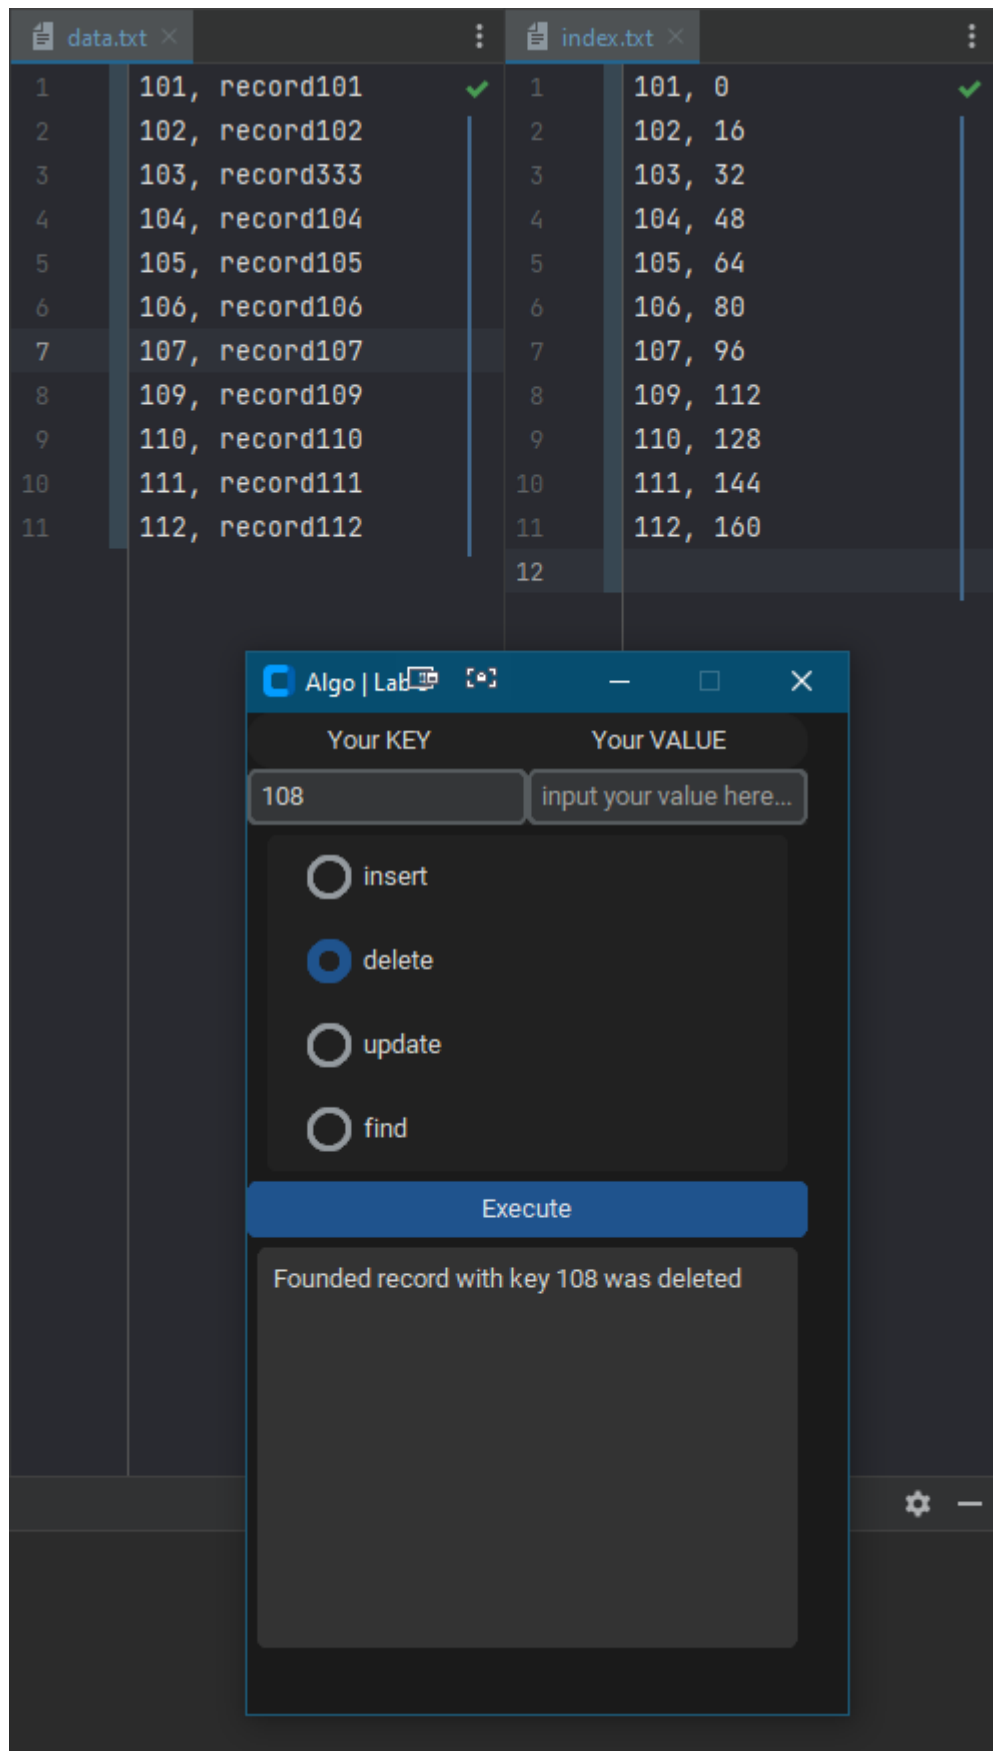 data.txt
1 101, record101
2 102, record102
3 103, record333
4 104, record104
5 105, record105
6 106, record106
7 107, record107
8 109, record109
9 110, record110
10 111, record111
11 112, record112
index.txt
1 101, 0
2 102, 16
3 103, 32
4 104, 48
5 105, 64
6 106, 80
7 107, 96
8 109, 112
9 110, 128
10 111, 144
11 112, 160
12
Algo | Lab
Your KEY Your VALUE
108 input your value here...
insert
delete
update
find
Execute
Founded record with key 108 was deleted